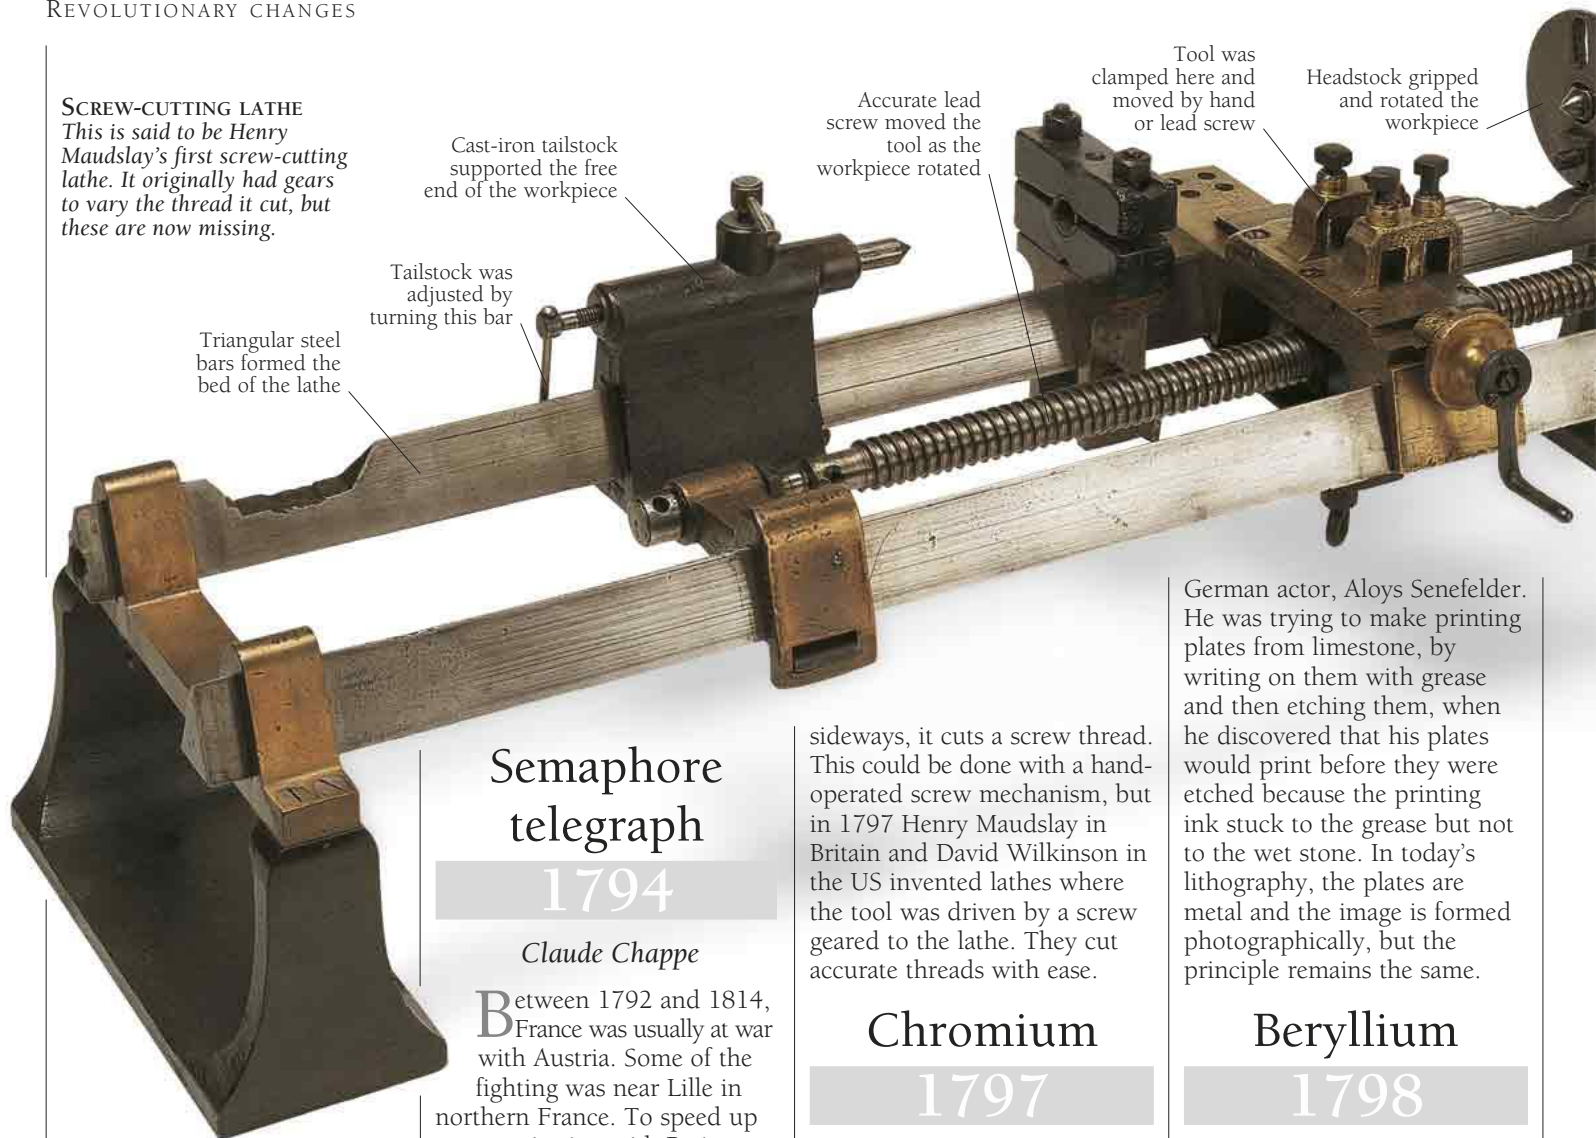 REVOLUTIONARY CHANGES
SCREW-CUTTING LATHE
This is said to be Henry
Maudslay's first screw-cutting
lathe. It originally had gears
to vary the thread it cut, but
these are now missing.
Triangular steel
bars formed the
bed of the lathe
Tailstock was
adjusted by
turning this bar
Cast-iron tailstock
supported the free
end of the workpiece
Accurate lead
screw moved the
tool as the
workpiece rotated
Tool was
clamped here and
moved by hand
or lead screw
Headstock gripped
and rotated the
workpiece
Semaphore
telegraph
1794
Claude Chappe
Between 1792 and 1814,
France was usually at war
with Austria. Some of the
fighting was near Lille in
northern France. To speed up
sideways, it cuts a screw thread.
This could be done with a hand-
operated screw mechanism, but
in 1797 Henry Maudslay in
Britain and David Wilkinson in
the US invented lathes where
the tool was driven by a screw
geared to the lathe. They cut
accurate threads with ease.
Chromium
1797
German actor, Aloys Senefelder.
He was trying to make printing
plates from limestone, by
writing on them with grease
and then etching them, when
he discovered that his plates
would print before they were
etched because the printing
ink stuck to the grease but not
to the wet stone. In today's
lithography, the plates are
metal and the image is formed
photographically, but the
principle remains the same.
Beryllium
1798